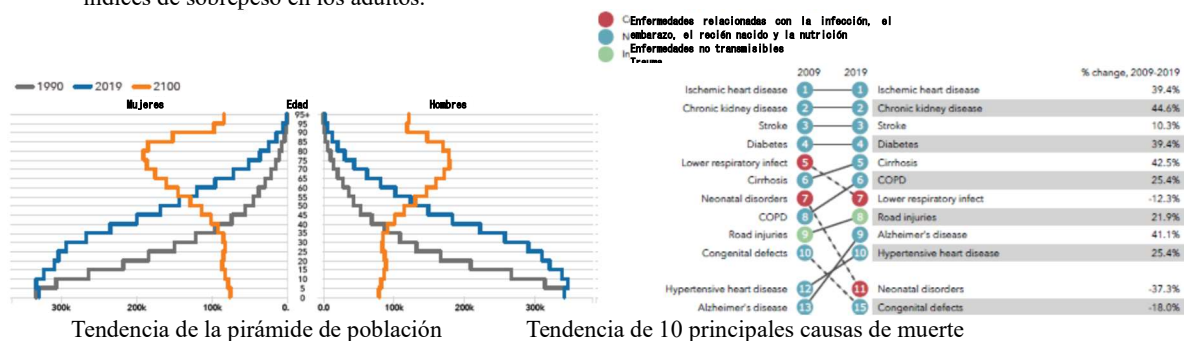 índices de sobrepeso en los adultos.
Enfermedades relacionadas con la infección, el
embarazo, el recién nacido y la nutrición
Enfermedades no transmisibles
Trauma
1990 2019 2100
Mujeres Edad Hombres
95+
90
85
80
75
70
65
60
55
50
45
40
35
30
25
20
15
10
5
0
300k 200k 100k 0. 0 100k 200k 300k
2009 2019 % change, 2009-2019
Ischemic heart disease 1 1 Ischemic heart disease 39.4%
Chronic kidney disease 2 2 Chronic kidney disease 44.6%
Stroke 3 3 Stroke 10.3%
Diabetes 4 4 Diabetes 39.4%
Lower respiratory infect 5 5 Cirrhosis 42.5%
Cirrhosis 6 6 COPD 25.4%
Neonatal disorders 7 7 Lower respiratory infect -12.3%
COPD 8 8 Road injuries 21.9%
Road injuries 9 9 Alzheimer's disease 41.1%
Congenital defects 10 10 Hypertensive heart disease 25.4%
Hypertensive heart disease 12 11 Neonatal disorders -37.3%
Alzheimer's disease 13 15 Congenital defects -18.0%
Tendencia de la pirámide de población Tendencia de 10 principales causas de muerte